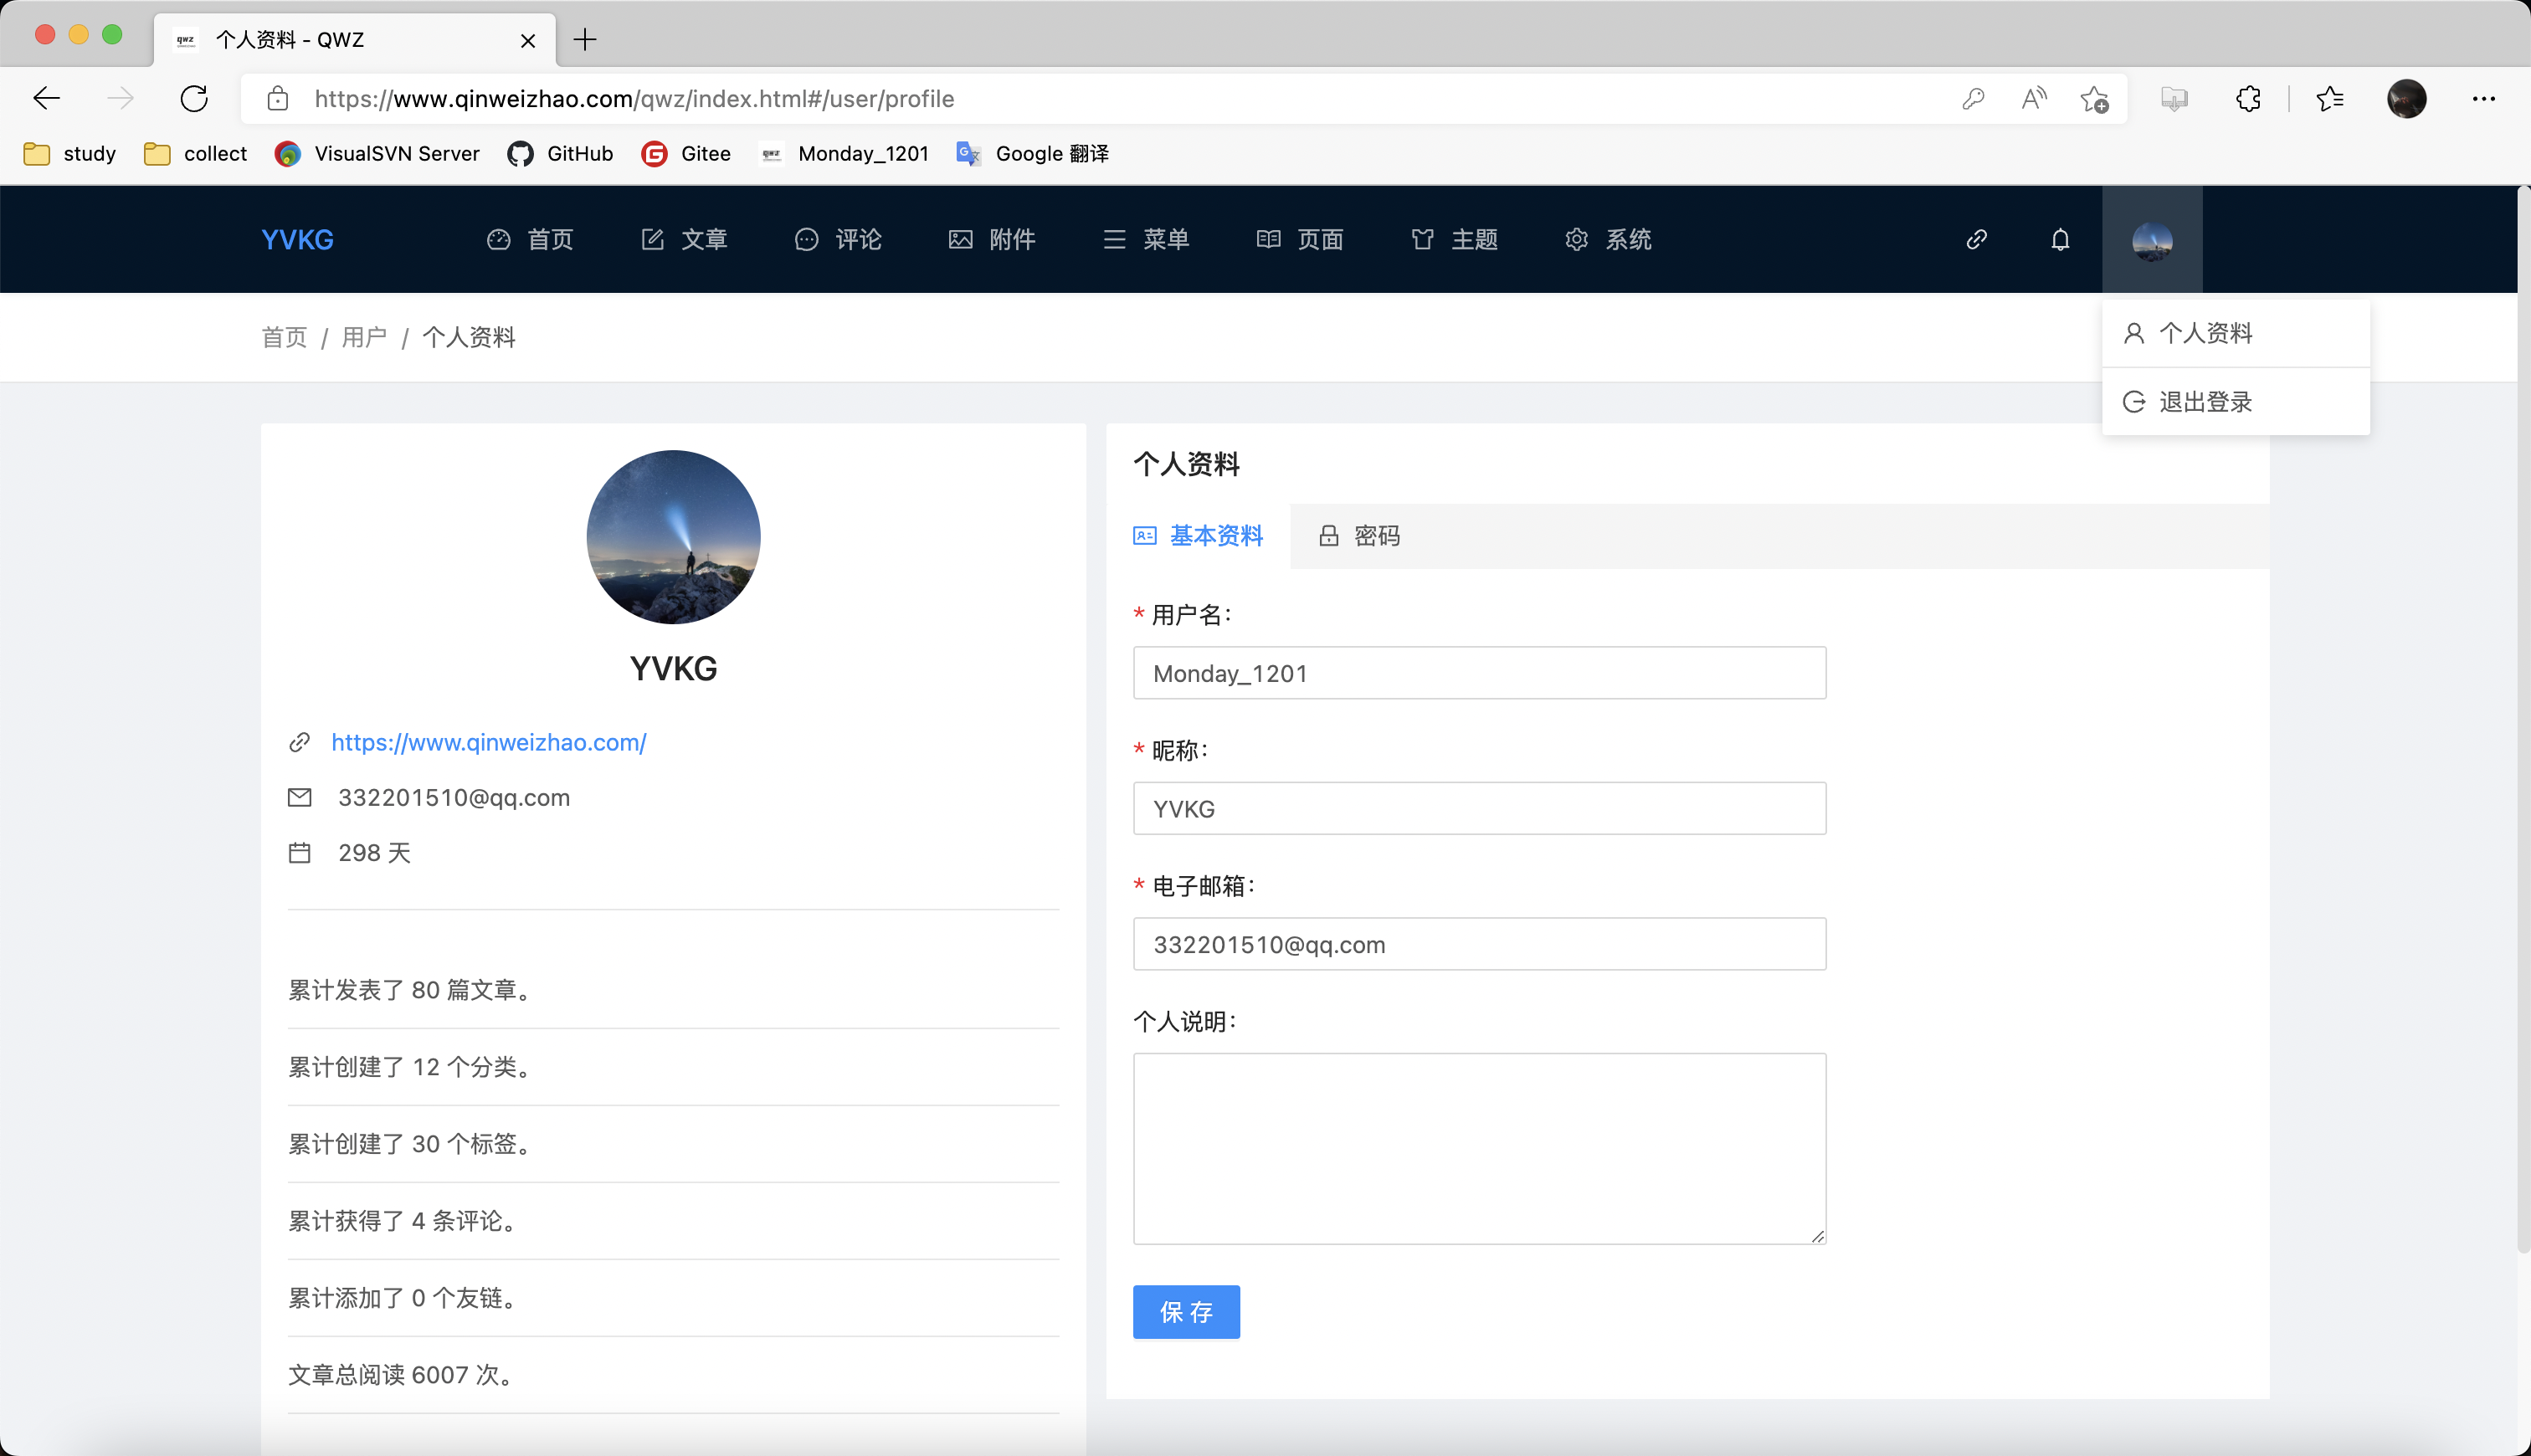 个人资料 - QWZ
https://www.qinweizhao.com/qwz/index.html#/user/profile
study collect VisualSVN Server GitHub Gitee Monday_1201 Google 翻译
YVKG 首页 文章 评论 附件 菜单 页面 主题 系统
首页 / 用户 / 个人资料
个人资料
退出登录
YVKG
https://www.qinweizhao.com/
332201510@qq.com
298 天
累计发表了 80 篇文章。
累计创建了 12 个分类。
累计创建了 30 个标签。
累计获得了 4 条评论。
累计添加了 0 个友链。
文章总阅读 6007 次。
个人资料
基本资料 密码
* 用户名：
Monday_1201
* 昵称：
YVKG
* 电子邮箱：
332201510@qq.com
个人说明：
保 存